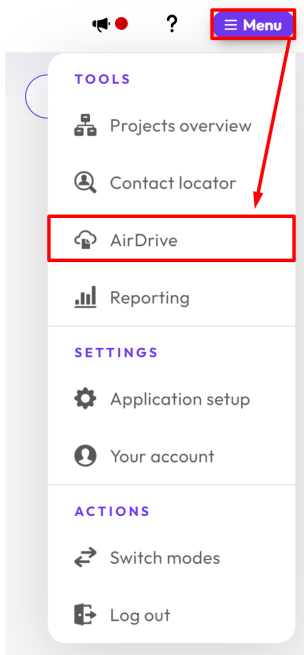 ?
Menu
TOOLS
Projects overview
Contact locator
AirDrive
Reporting
SETTINGS
Application setup
Your account
ACTIONS
Switch modes
Log out